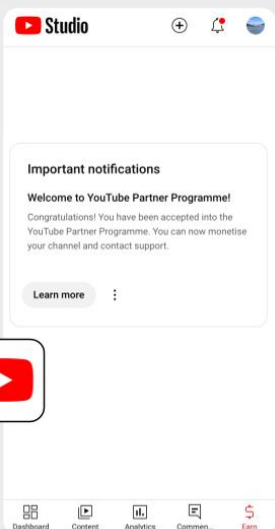 Studio
Important notifications
Welcome to YouTube Partner Programme!
Congratulations! You have been accepted into the
YouTube Partner Programme. You can now monetise
your channel and contact support.
Learn more
Dashboard Content Analytics Commen... Earn